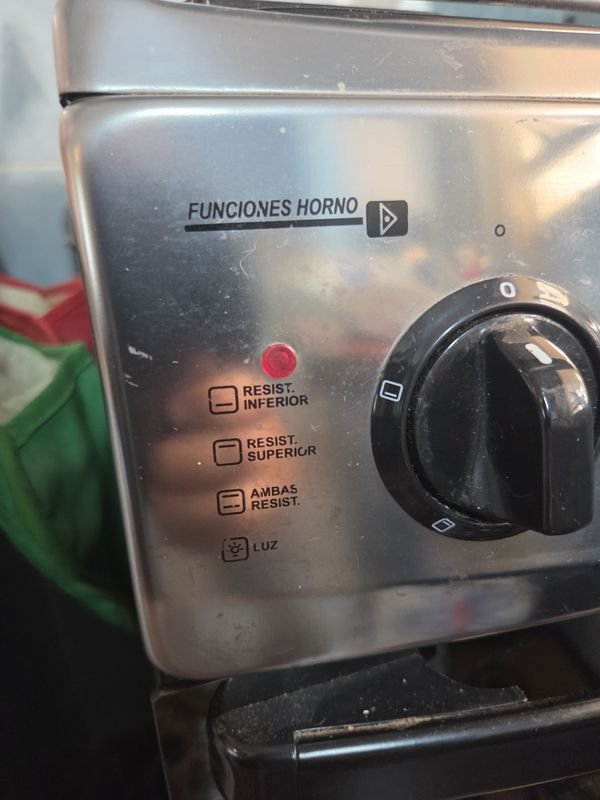 FUNCIONES HORNO
0
0
RESIST.
INFERIOR
RESIST.
SUPERIOR
AMBAS
RESIST.
LUZ